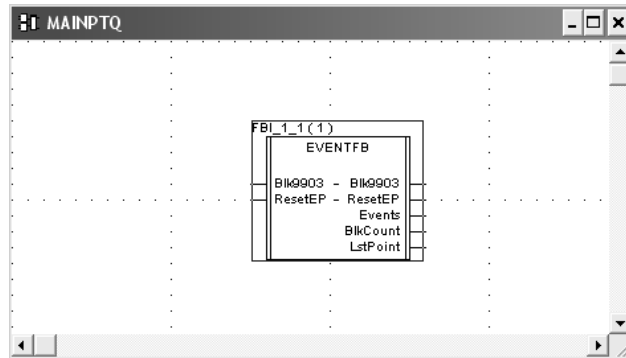 MAINPTQ
FBI_1_1(1)
EVENTFB
Blk9903 - Blk9903
ResetEP - ResetEP
Events
BlkCount
LstPoint